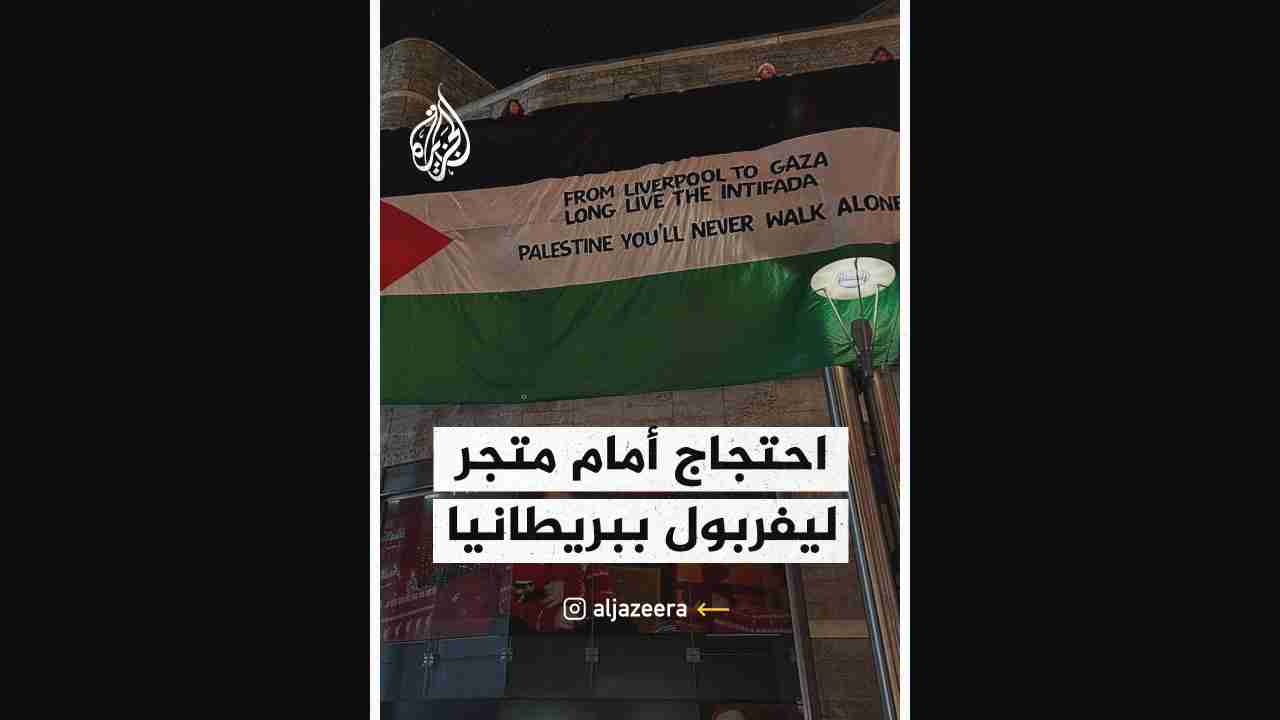 الجزيرة
FROM LIVERPOOL TO GAZA
LONG LIVE THE INTIFADA
PALESTINE YOU'LL NEVER WALK ALONE
احتجاج أمام متجر
ليفربول ببريطانيا
aljazeera